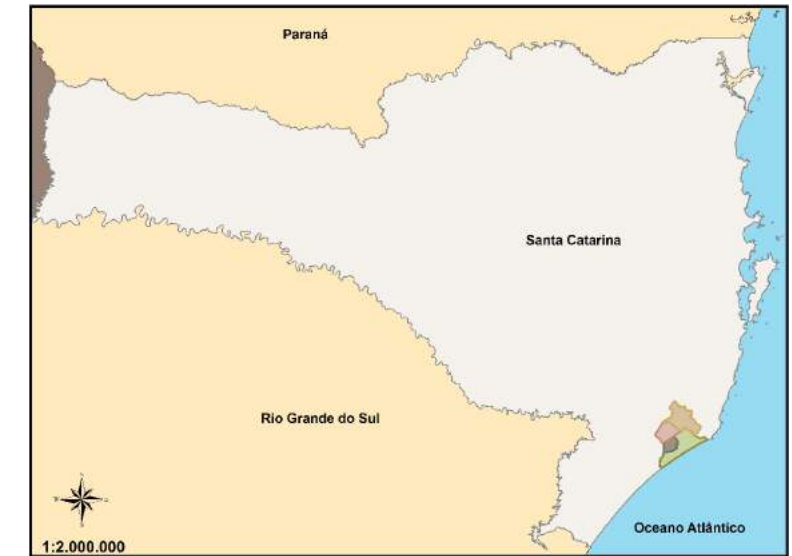 Paraná
Santa Catarina
Rio Grande do Sul
Oceano Atlântico
1:2.000.000